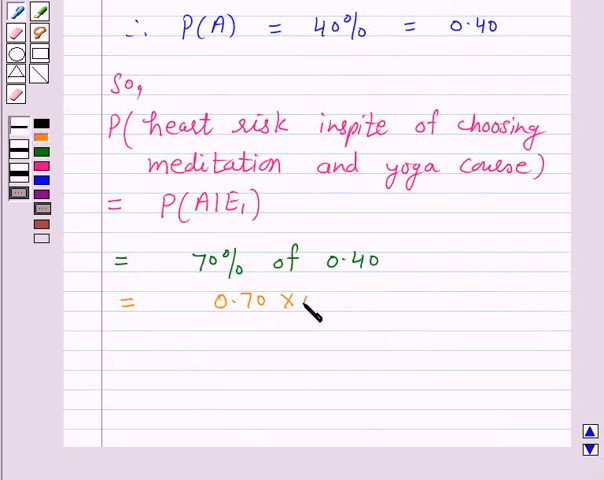 ∴ P(A) = 40% = 0.40
So,
P( heart risk inspite of choosing
meditation and yoga course)
= P(A|E₁)
= 70% of 0.40
= 0.70 ×